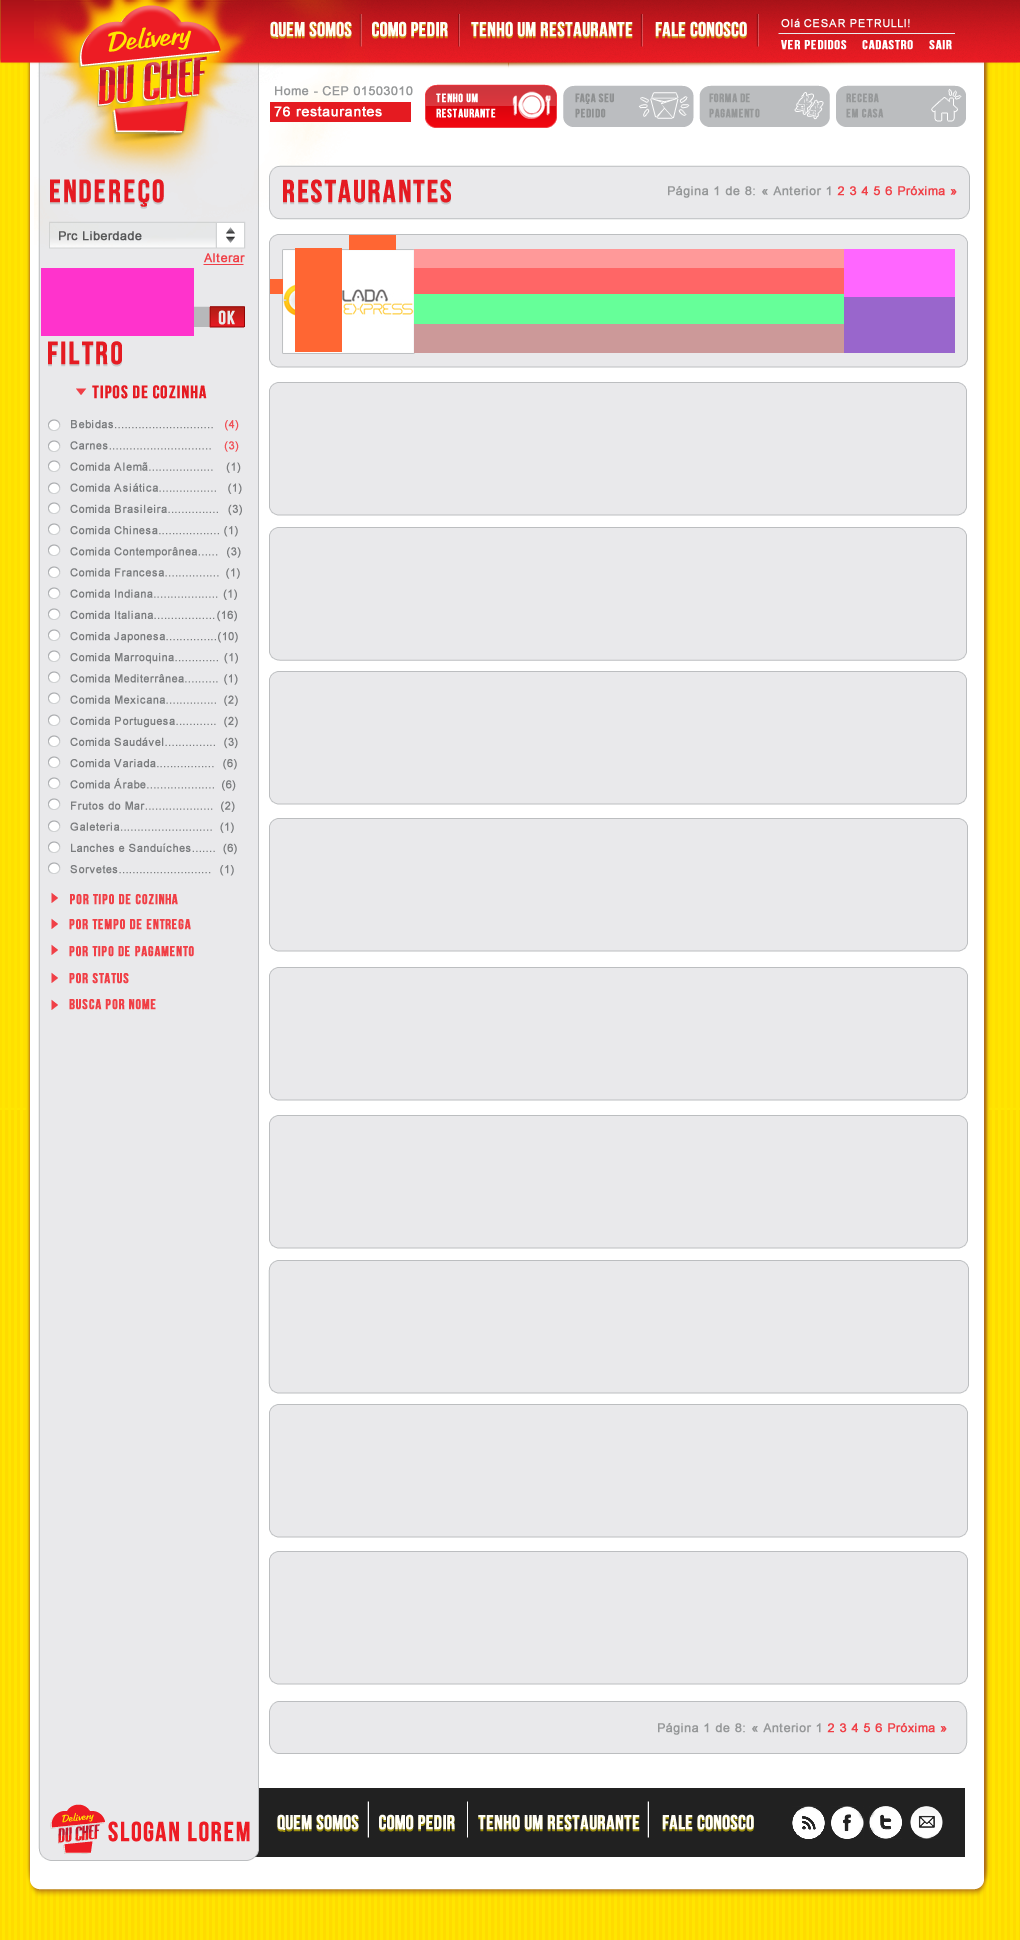 QUEM SOMOS
COMO PEDIR
TENHO UM RESTAURANTE
FALE CONOSCO
Olá CESAR PETRULLI!
VER PEDIDOS CADASTRO SAIR
Delivery
DU CHEF
Home - CEP 01503010
76 restaurantes
TENHO UM
RESTAURANTE
FAÇA SEU
PEDIDO
FORMA DE
PAGAMENTO
RECEBA
EM CASA
ENDEREÇO
Prc Liberdade
Alterar
OK
FILTRO
TIPOS DE COZINHA
Bebidas............................. (4)
Carnes.............................. (3)
Comida Alemã................... (1)
Comida Asiática................. (1)
Comida Brasileira............... (3)
Comida Chinesa.................. (1)
Comida Contemporânea...... (3)
Comida Francesa................ (1)
Comida Indiana................... (1)
Comida Italiana..................(16)
Comida Japonesa...............(10)
Comida Marroquina............. (1)
Comida Mediterrânea.......... (1)
Comida Mexicana............... (2)
Comida Portuguesa............ (2)
Comida Saudável............... (3)
Comida Variada................. (6)
Comida Árabe.................... (6)
Frutos do Mar.................... (2)
Galeteria........................... (1)
Lanches e Sanduíches....... (6)
Sorvetes........................... (1)
POR TIPO DE COZINHA
POR TEMPO DE ENTREGA
POR TIPO DE PAGAMENTO
POR STATUS
BUSCA POR NOME
RESTAURANTES
Página 1 de 8: « Anterior 1 2 3 4 5 6 Próxima »
LADA
EXPRESS
Página 1 de 8: « Anterior 1 2 3 4 5 6 Próxima »
Delivery
DU CHEF
SLOGAN LOREM
QUEM SOMOS
COMO PEDIR
TENHO UM RESTAURANTE
FALE CONOSCO